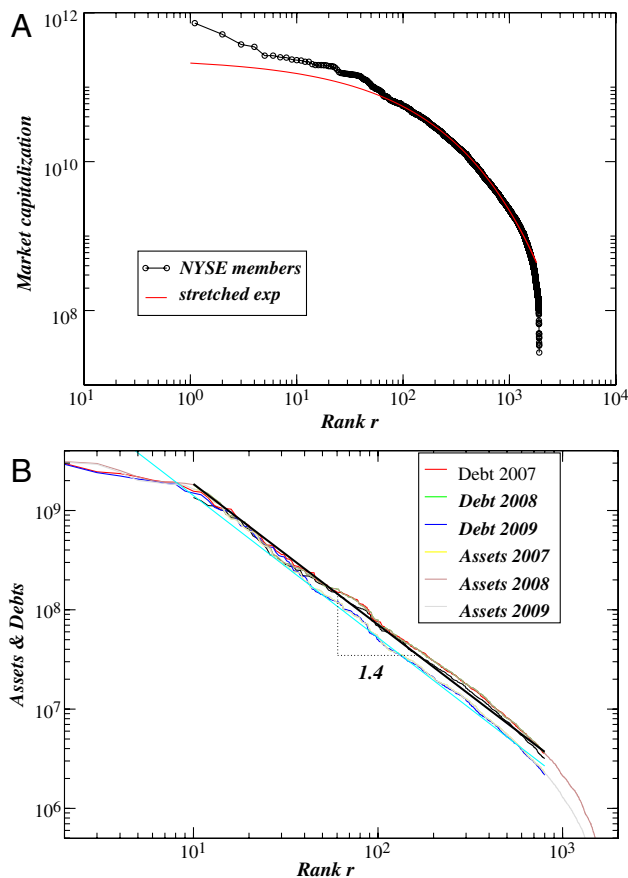 A
10^12
10^10
10^8
Market capitalization
NYSE members
stretched exp
10^1
10^0
10^1
10^2
10^3
10^4
Rank r
B
10^9
10^8
10^7
10^6
Assets & Debts
Debt 2007
Debt 2008
Debt 2009
Assets 2007
Assets 2008
Assets 2009
1.4
10^1
10^2
10^3
Rank r